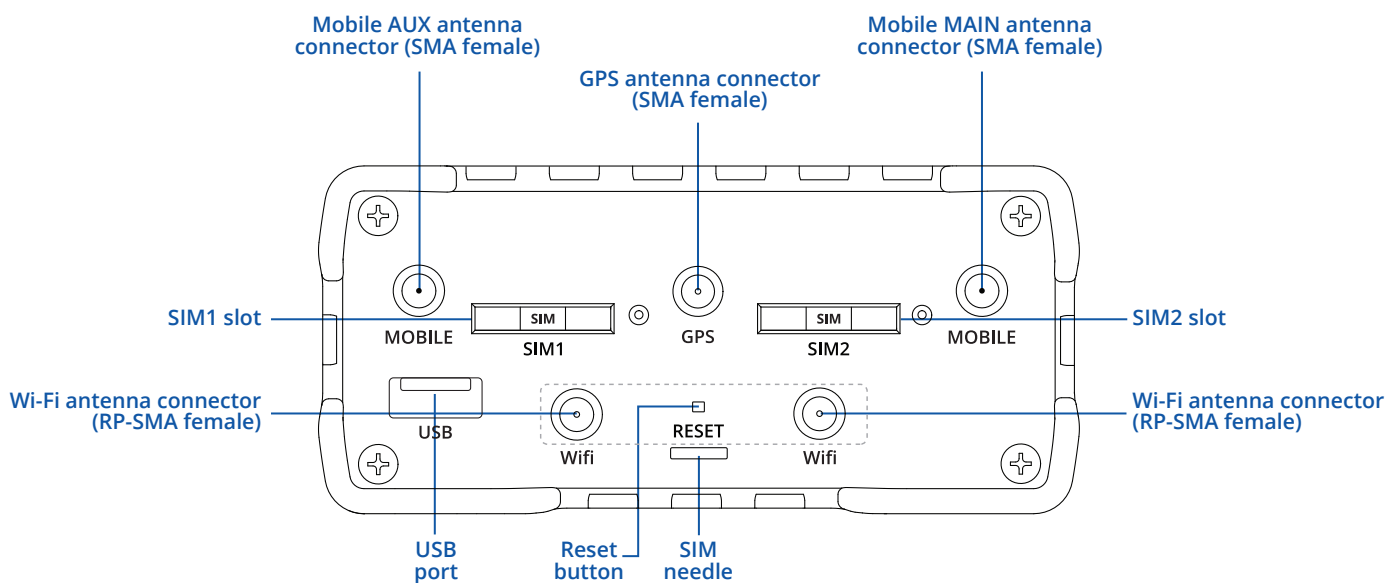 Mobile AUX antenna
connector (SMA female)
Mobile MAIN antenna
connector (SMA female)
GPS antenna connector
(SMA female)
SIM1 slot
SIM
SIM
SIM2 slot
MOBILE
SIM1
GPS
SIM2
MOBILE
Wi-Fi antenna connector
(RP-SMA female)
Wi-Fi antenna connector
(RP-SMA female)
USB
RESET
Wifi
Wifi
USB
port
Reset
button
SIM
needle